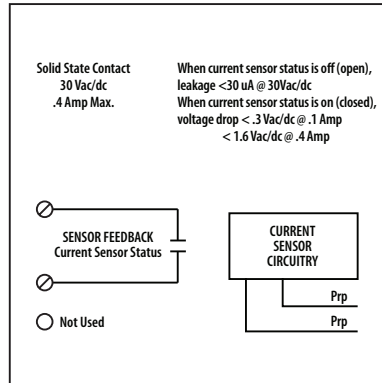 Solid State Contact
30 Vac/dc
.4 Amp Max.
When current sensor status is off (open),
leakage <30 uA @ 30Vac/dc
When current sensor status is on (closed),
voltage drop < .3 Vac/dc @ .1 Amp
< 1.6 Vac/dc @ .4 Amp
SENSOR FEEDBACK
Current Sensor Status
Not Used
CURRENT
SENSOR
CIRCUITRY
Prp
Prp